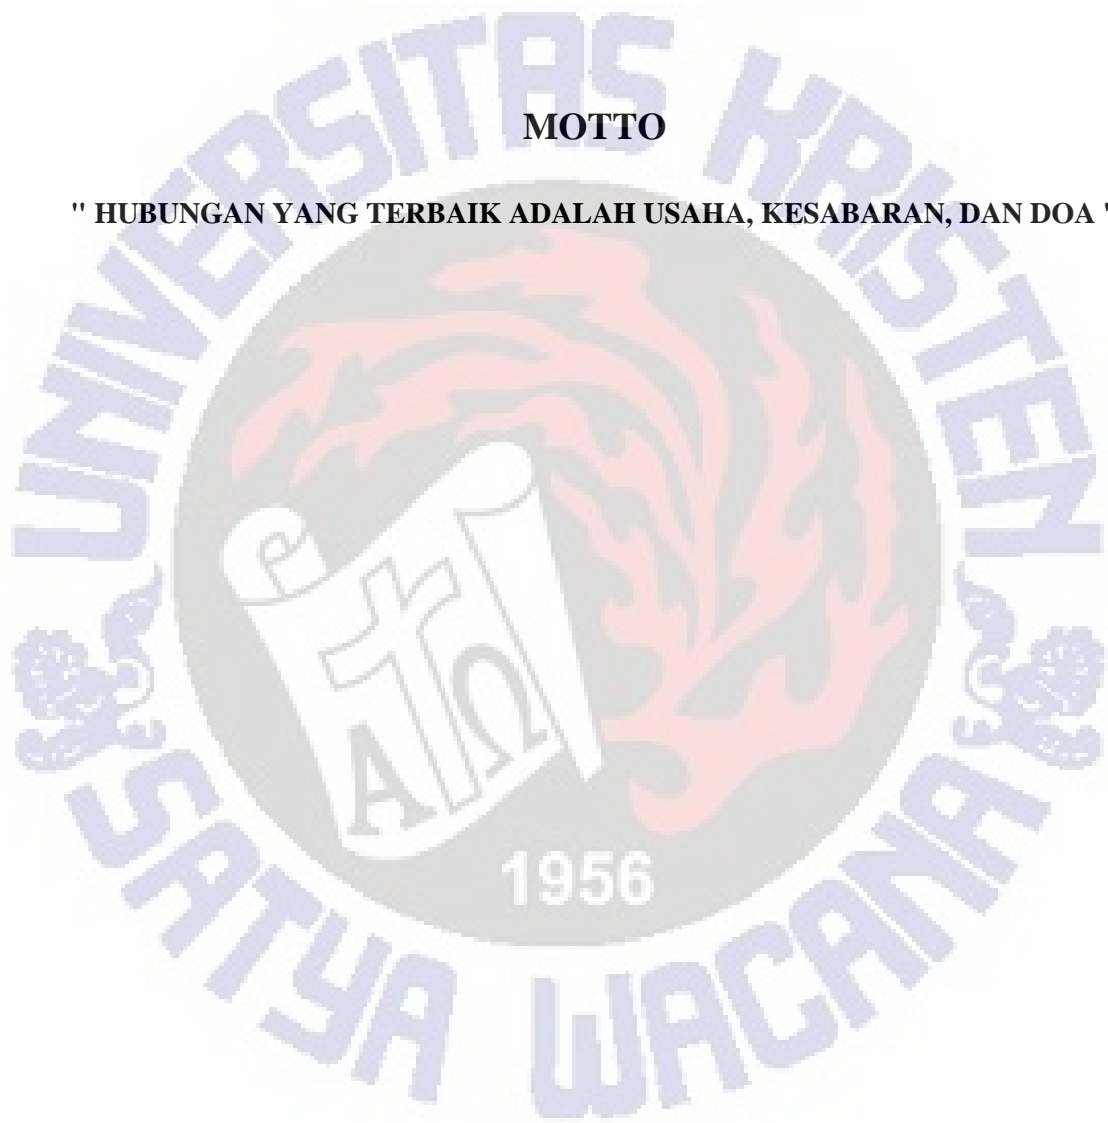 MOTTO
" HUBUNGAN YANG TERBAIK ADALAH USAHA, KESABARAN, DAN DOA "
UNIVERSITAS KRISTEN
Α Ω
1956
SATYA WACANA